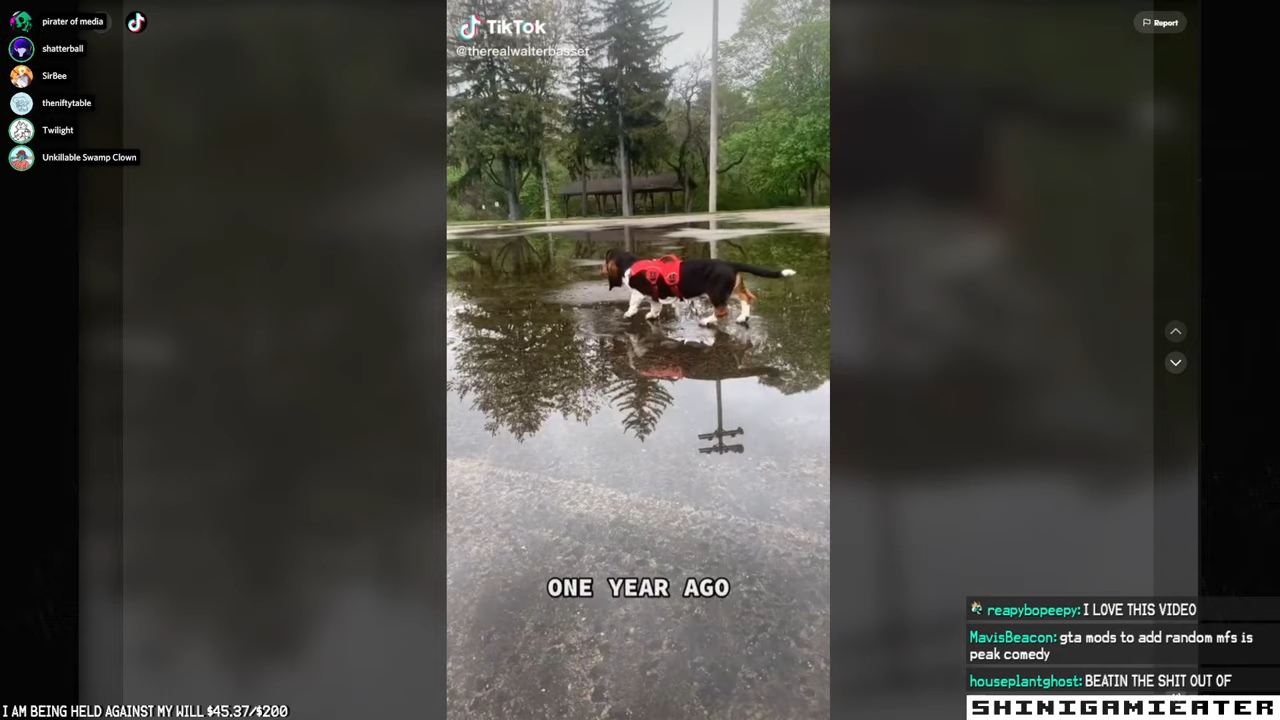 pirater of media
shatterball
SirBee
theniftytable
Twilight
Unkillable Swamp Clown
TikTok
@therealwalterbasset
Report
ONE YEAR AGO
reapybopeepy: I LOVE THIS VIDEO
MavisBeacon: gta mods to add random mfs is
peak comedy
houseplantghost: BEATIN THE SHIT OUT OF
SHINIGAMIEATER
I AM BEING HELD AGAINST MY WILL $45.37/$200